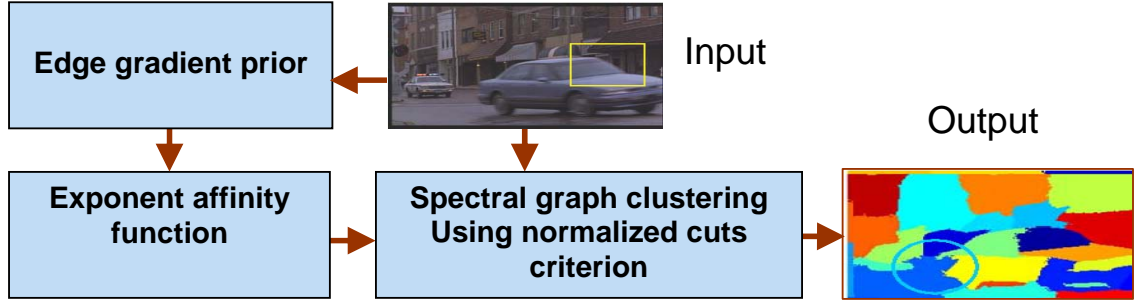 Edge gradient prior
Input
Output
Exponent affinity
function
Spectral graph clustering
Using normalized cuts
criterion